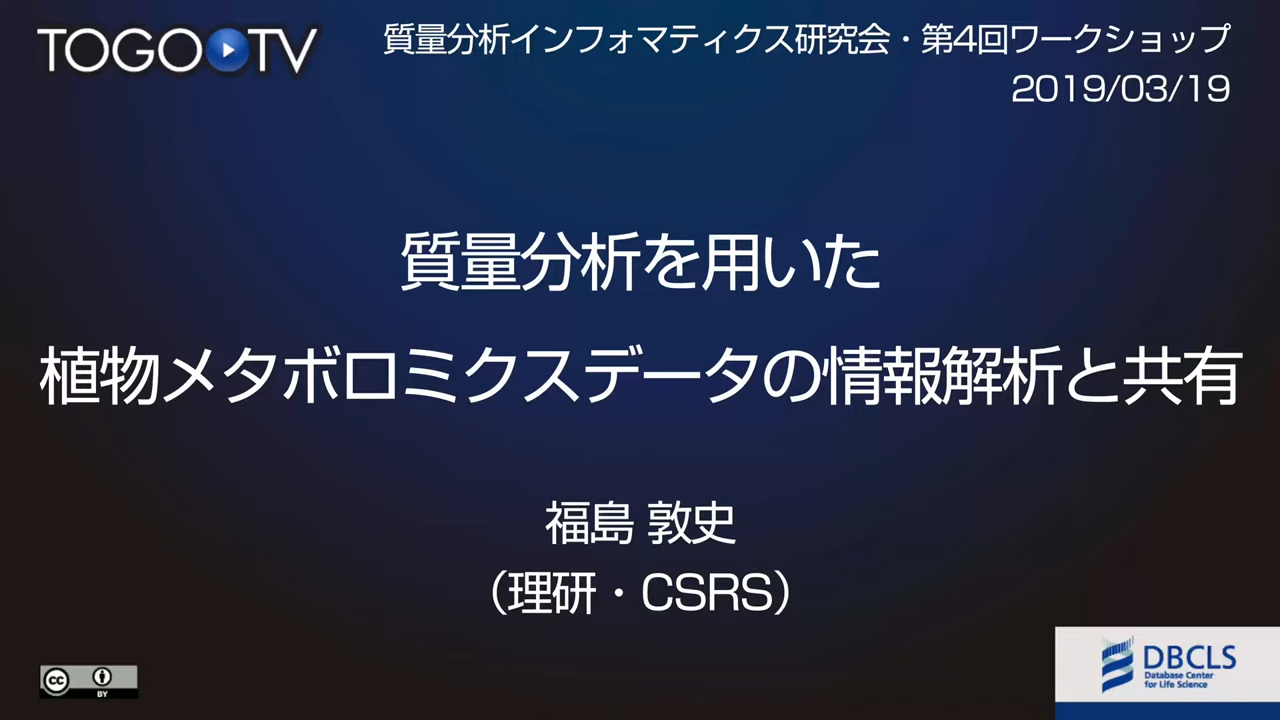 TOGO TV
質量分析インフォマティクス研究会・第4回ワークショップ
2019/03/19
質量分析を用いた
植物メタボロミクスデータの情報解析と共有
福島 敦史
（理研・CSRS）
cc BY
DBCLS
Database Center
for Life Science